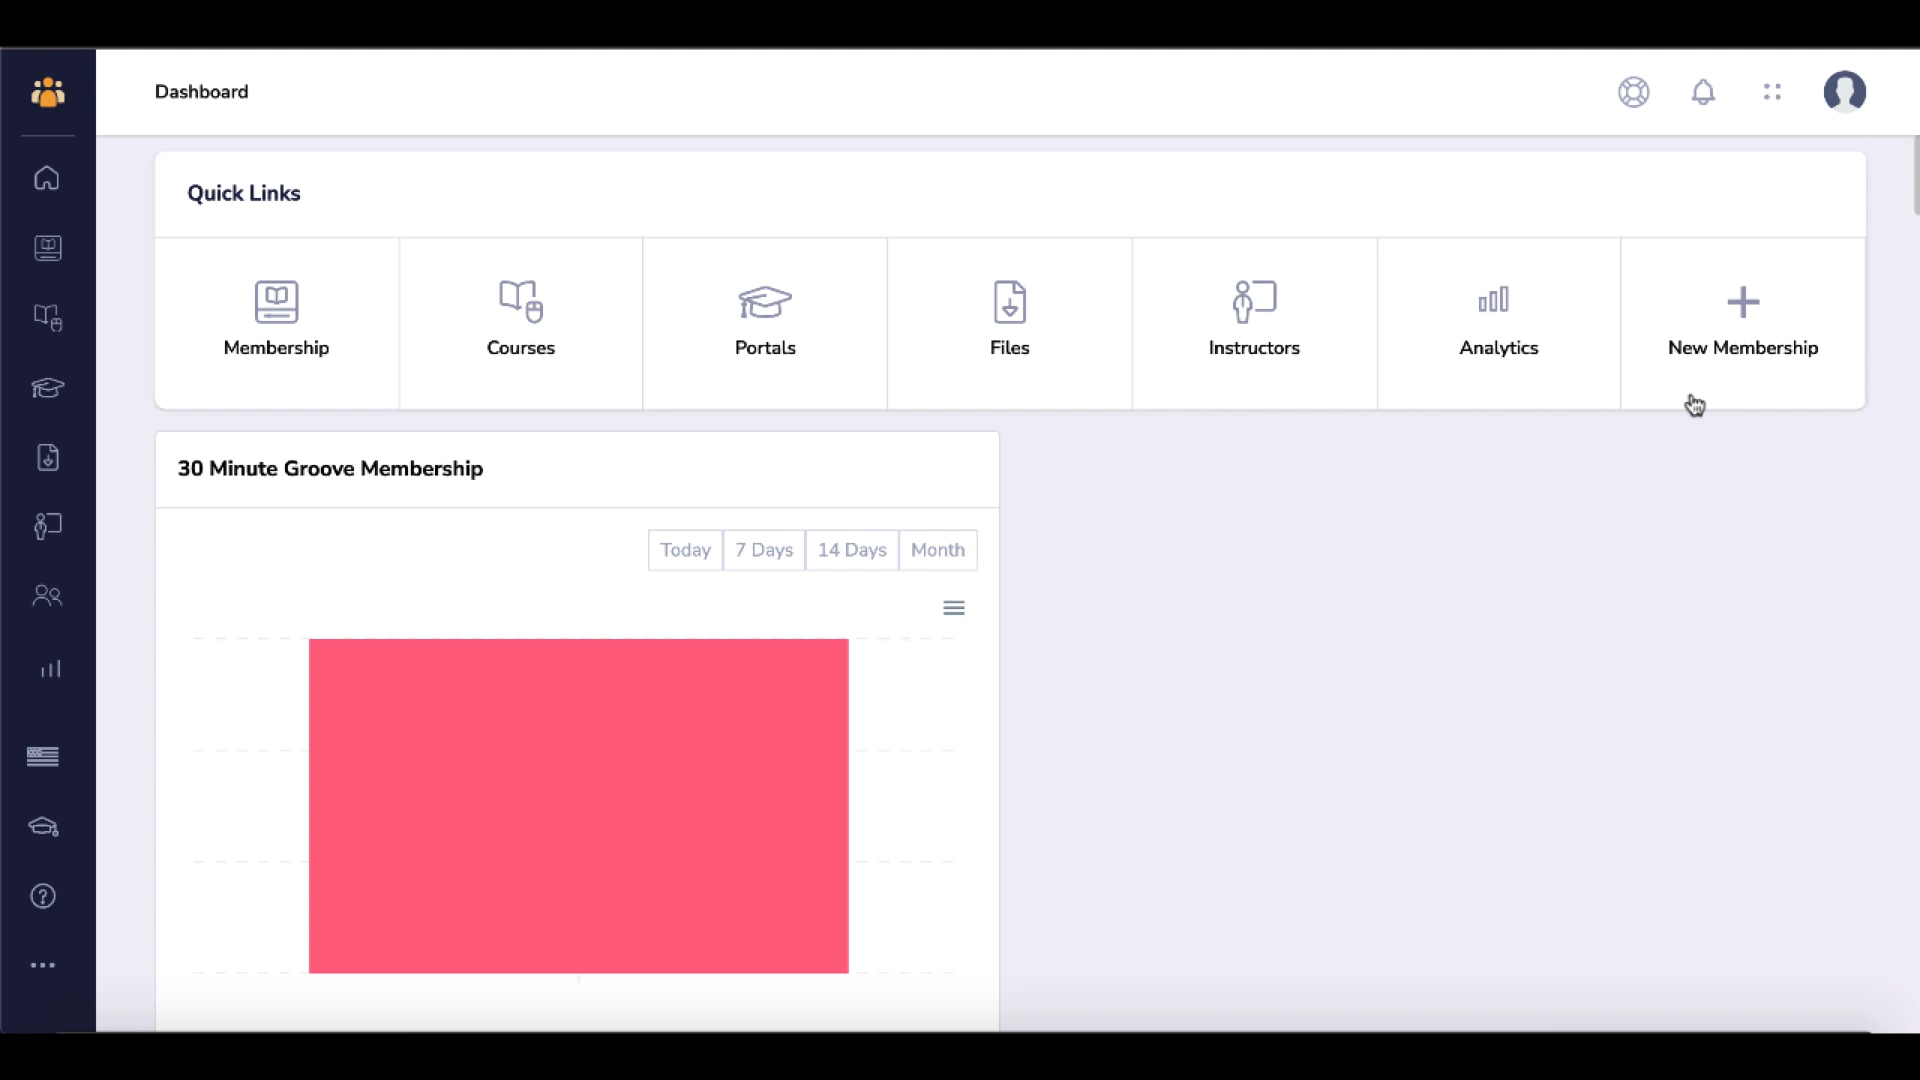 Dashboard
Quick Links
Membership
Courses
Portals
Files
Instructors
Analytics
New Membership
30 Minute Groove Membership
Today
7 Days
14 Days
Month